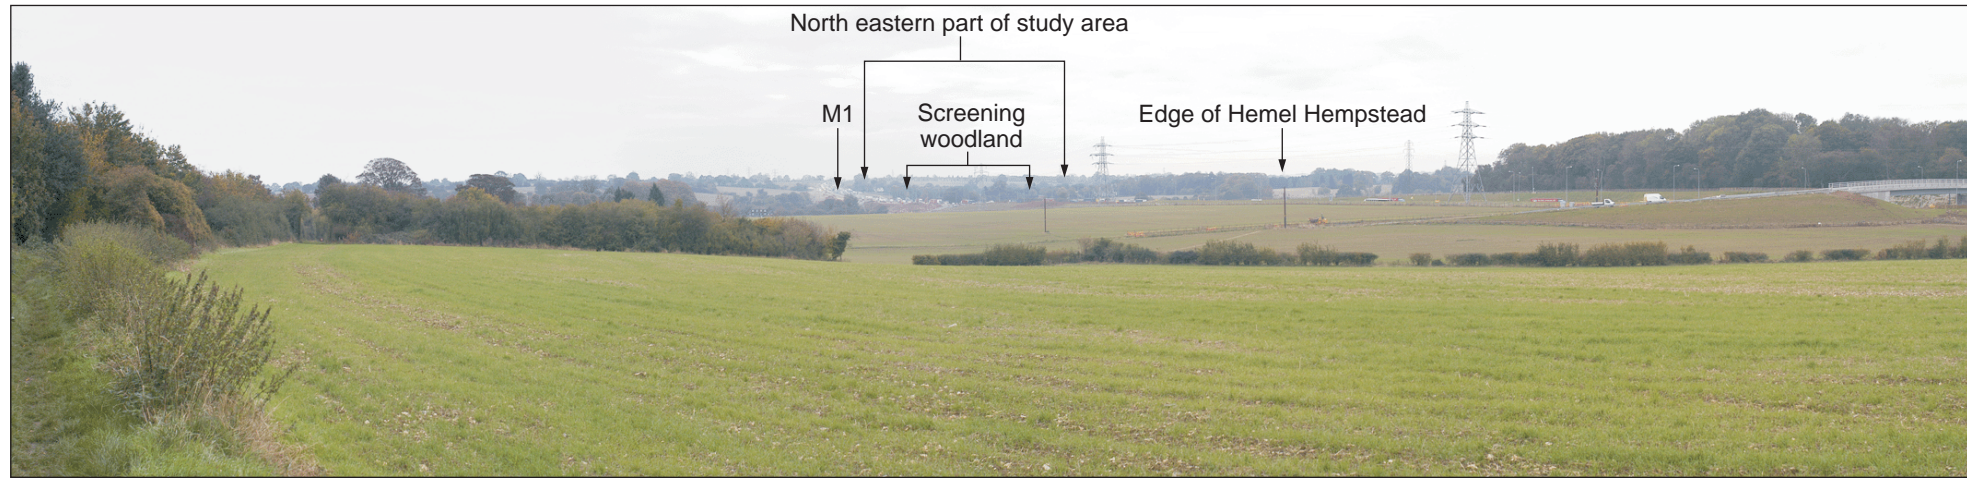 North eastern part of study area
M1
Screening
woodland
Edge of Hemel Hempstead